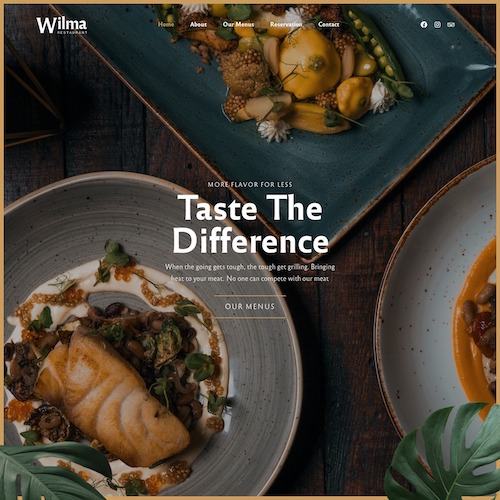 Wilma
RESTAURANT
Home About Our Menus Reservation Contact
MORE FLAVOR FOR LESS
Taste The
Difference
When the going gets tough, the tough get grilling. Bringing
heat to your meat. No one can compete with our meat
OUR MENUS